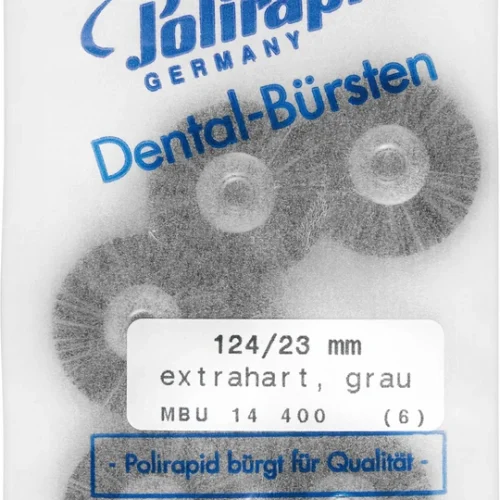 Polirapid
GERMANY
Dental-Bürsten
124/23 mm
extrahart, grau
MBU 14 400 (6)
- Polirapid bürgt für Qualität -